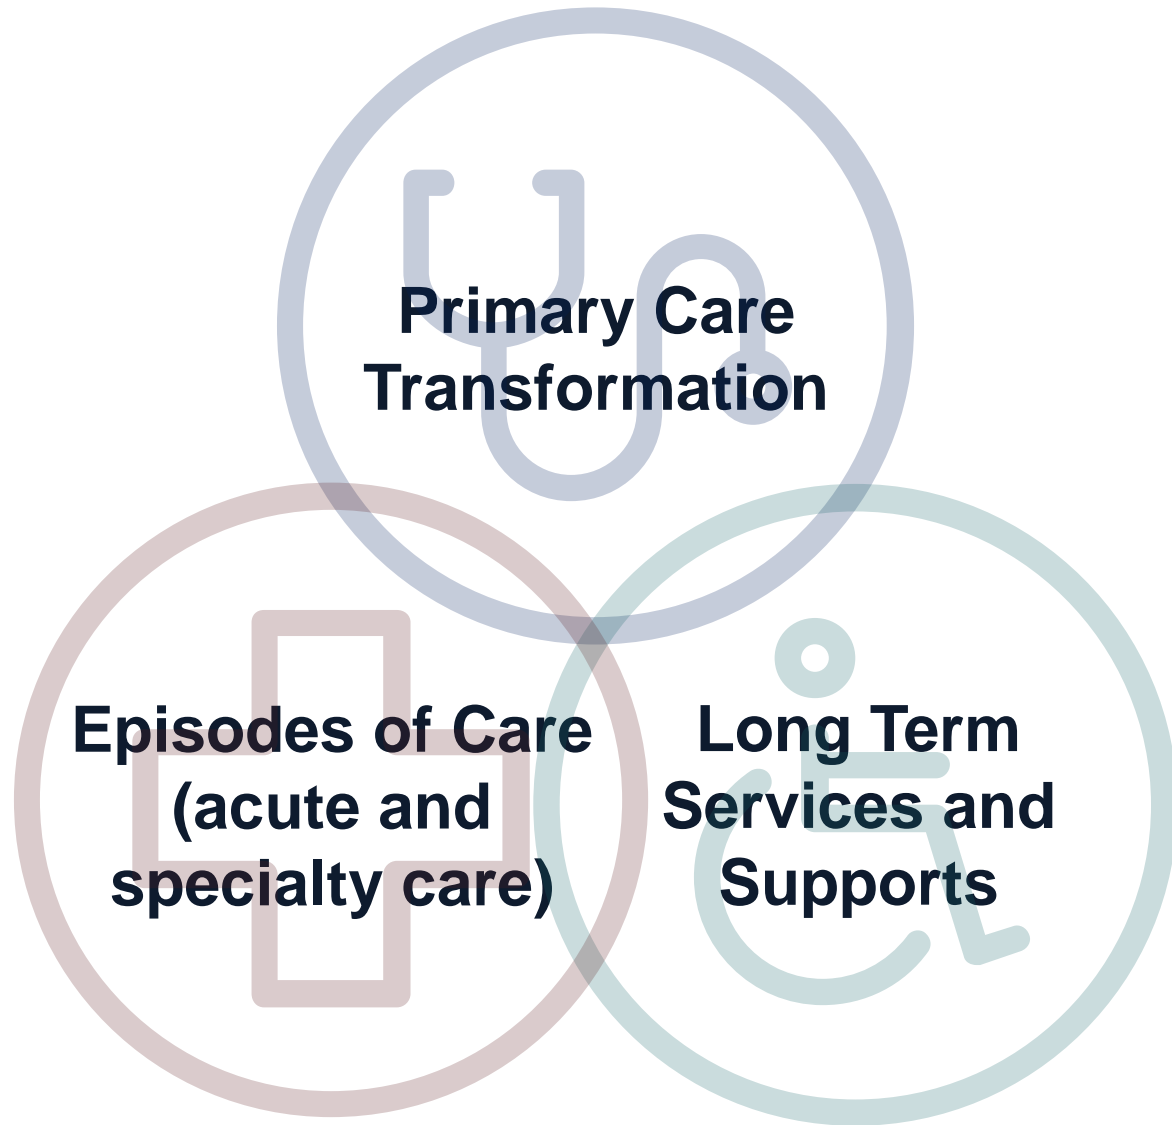 Primary Care
Transformation
Episodes of Care
(acute and
specialty care)
Long Term
Services and
Supports